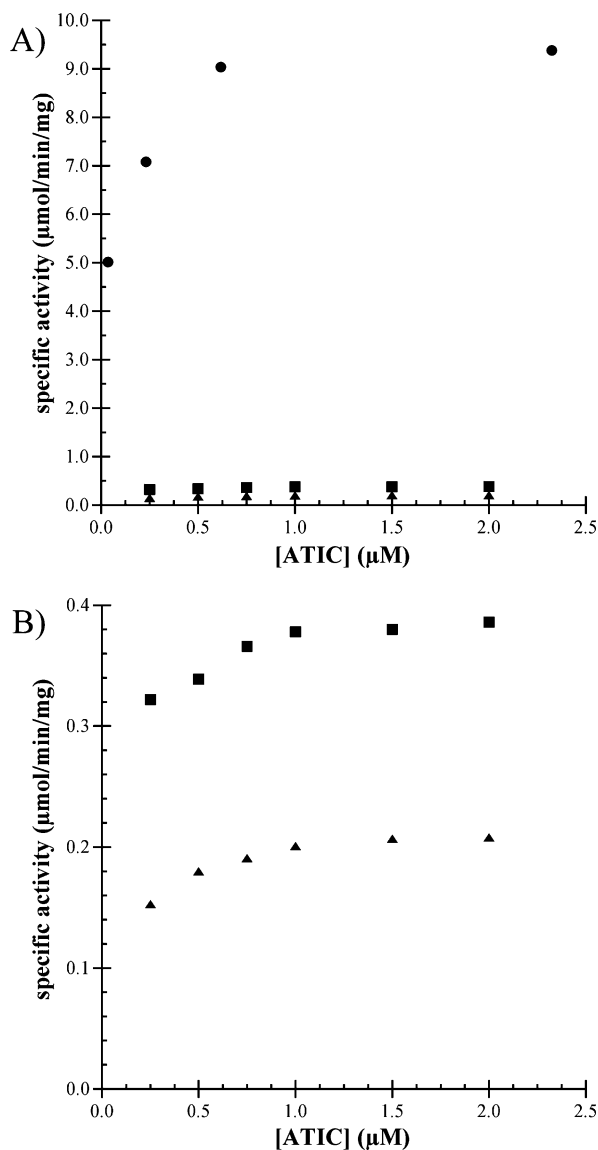 A)
specific activity (µmol/min/mg)
10.0
9.0
8.0
7.0
6.0
5.0
4.0
3.0
2.0
1.0
0.0
0.0 0.5 1.0 1.5 2.0 2.5
[ATIC] (µM)
B)
specific activity (µmol/min/mg)
0.4
0.3
0.2
0.1
0.0
0.0 0.5 1.0 1.5 2.0 2.5
[ATIC] (µM)